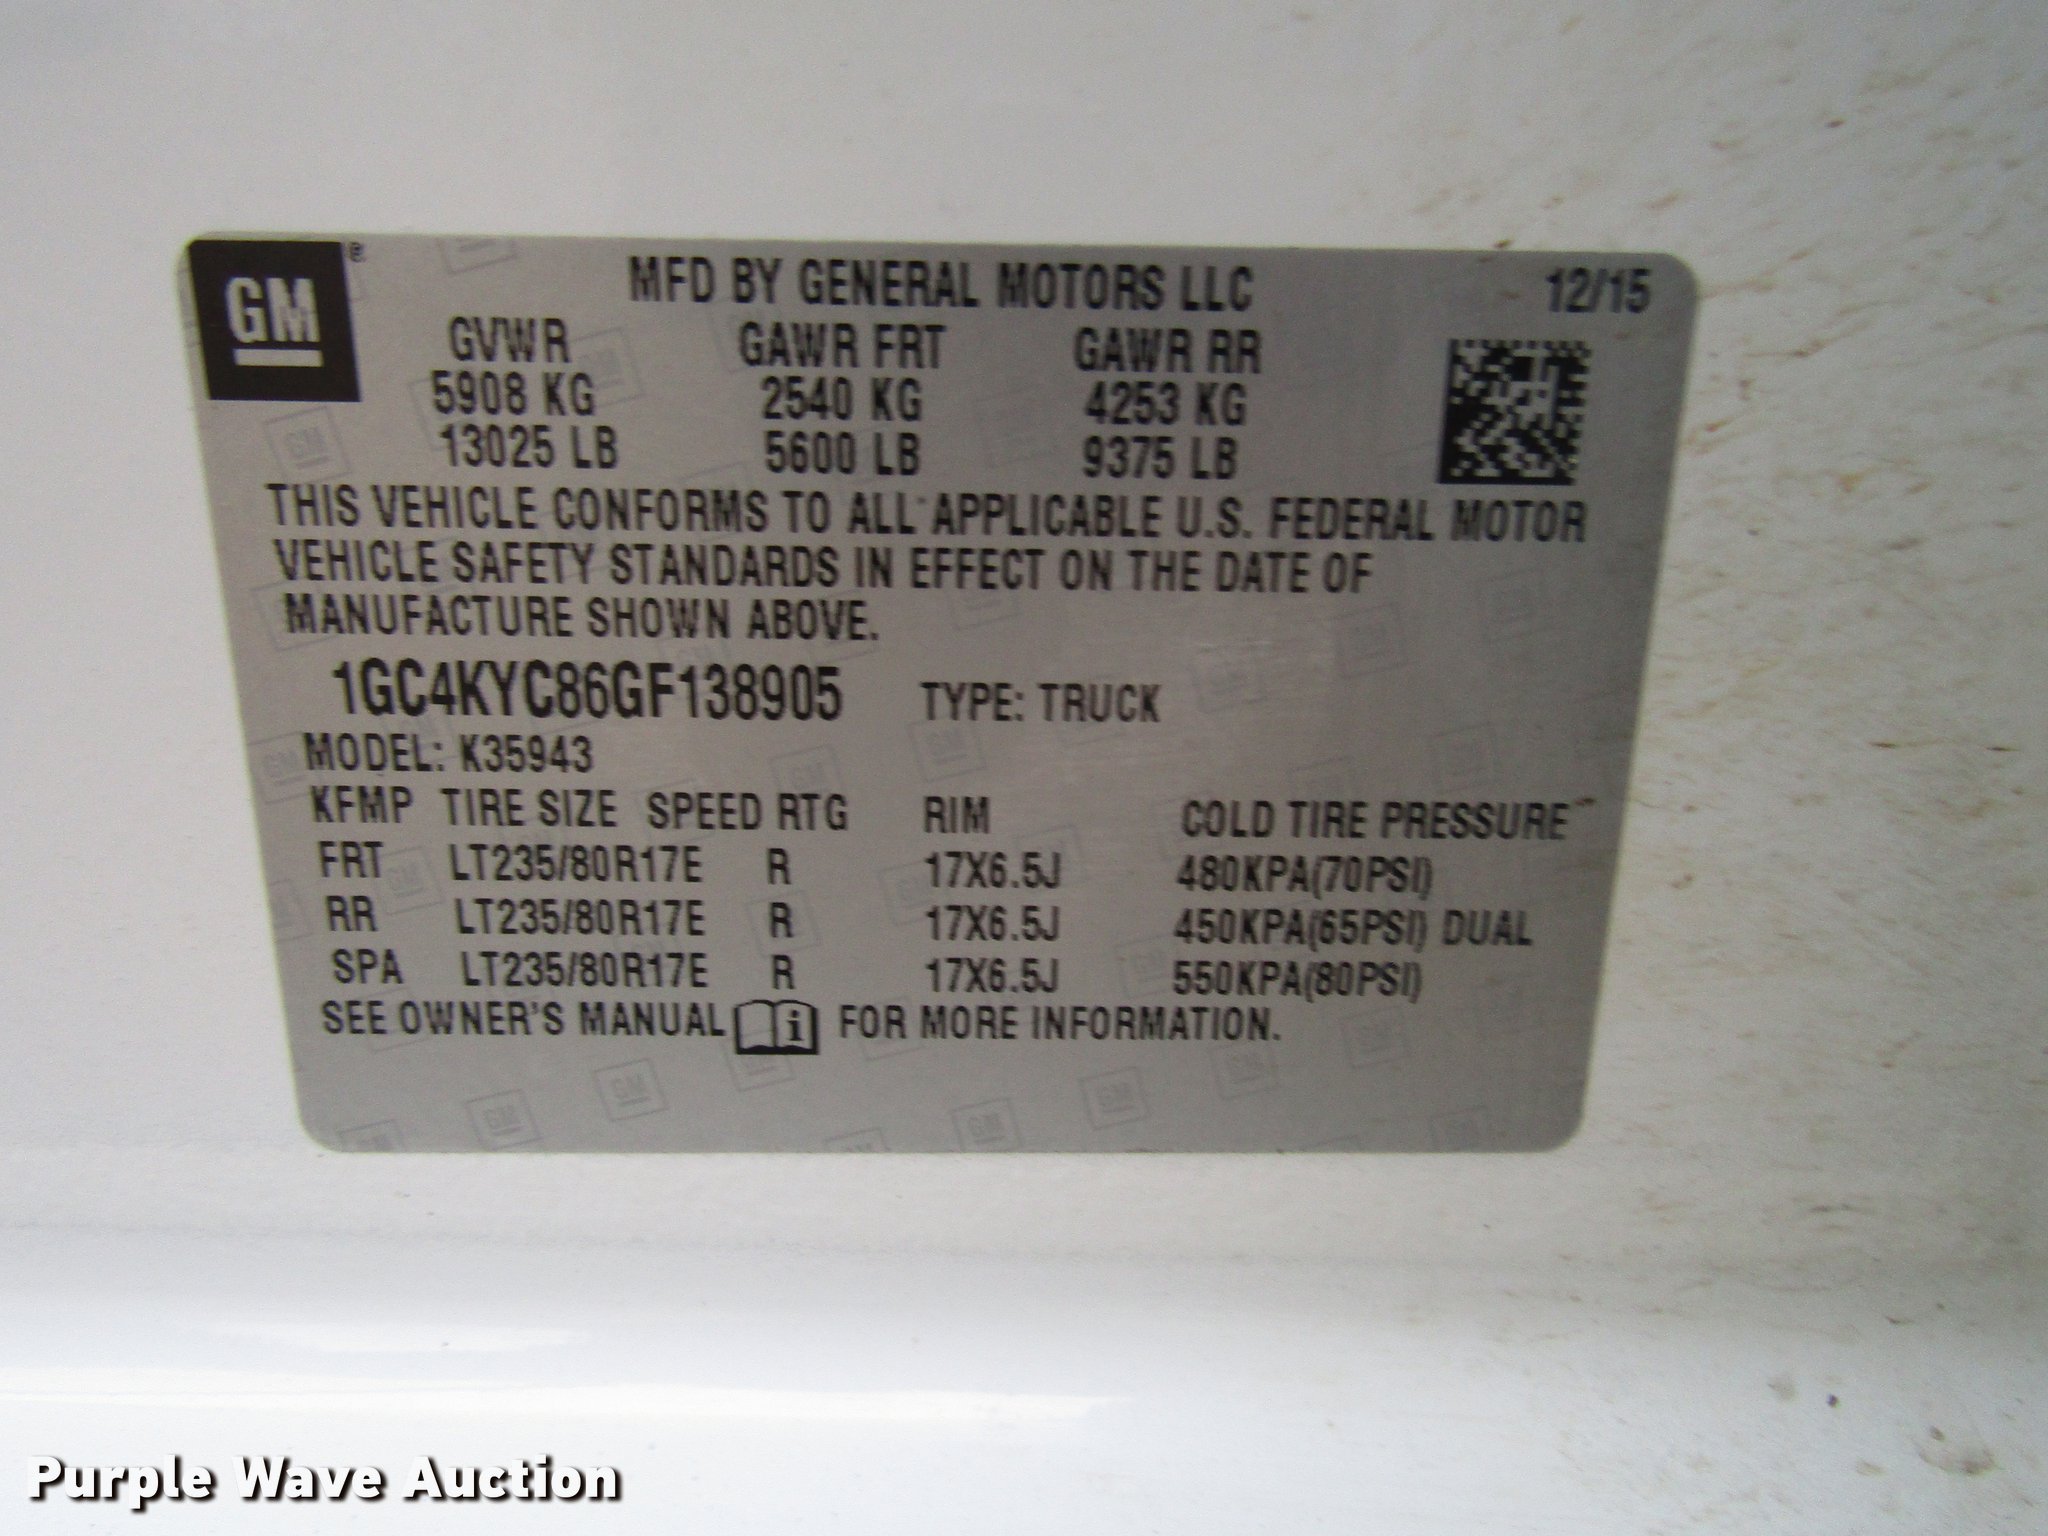 GM®
MFD BY GENERAL MOTORS LLC 12/15
GVWR GAWR FRT GAWR RR
5908 KG 2540 KG 4253 KG
13025 LB 5600 LB 9375 LB
THIS VEHICLE CONFORMS TO ALL APPLICABLE U.S. FEDERAL MOTOR
VEHICLE SAFETY STANDARDS IN EFFECT ON THE DATE OF
MANUFACTURE SHOWN ABOVE.
1GC4KYC86GF138905 TYPE: TRUCK
MODEL: K35943
KFMP TIRE SIZE SPEED RTG RIM COLD TIRE PRESSURE
FRT LT235/80R17E R 17X6.5J 480KPA(70PSI)
RR LT235/80R17E R 17X6.5J 450KPA(65PSI) DUAL
SPA LT235/80R17E R 17X6.5J 550KPA(80PSI)
SEE OWNER'S MANUAL i FOR MORE INFORMATION.
Purple Wave Auction